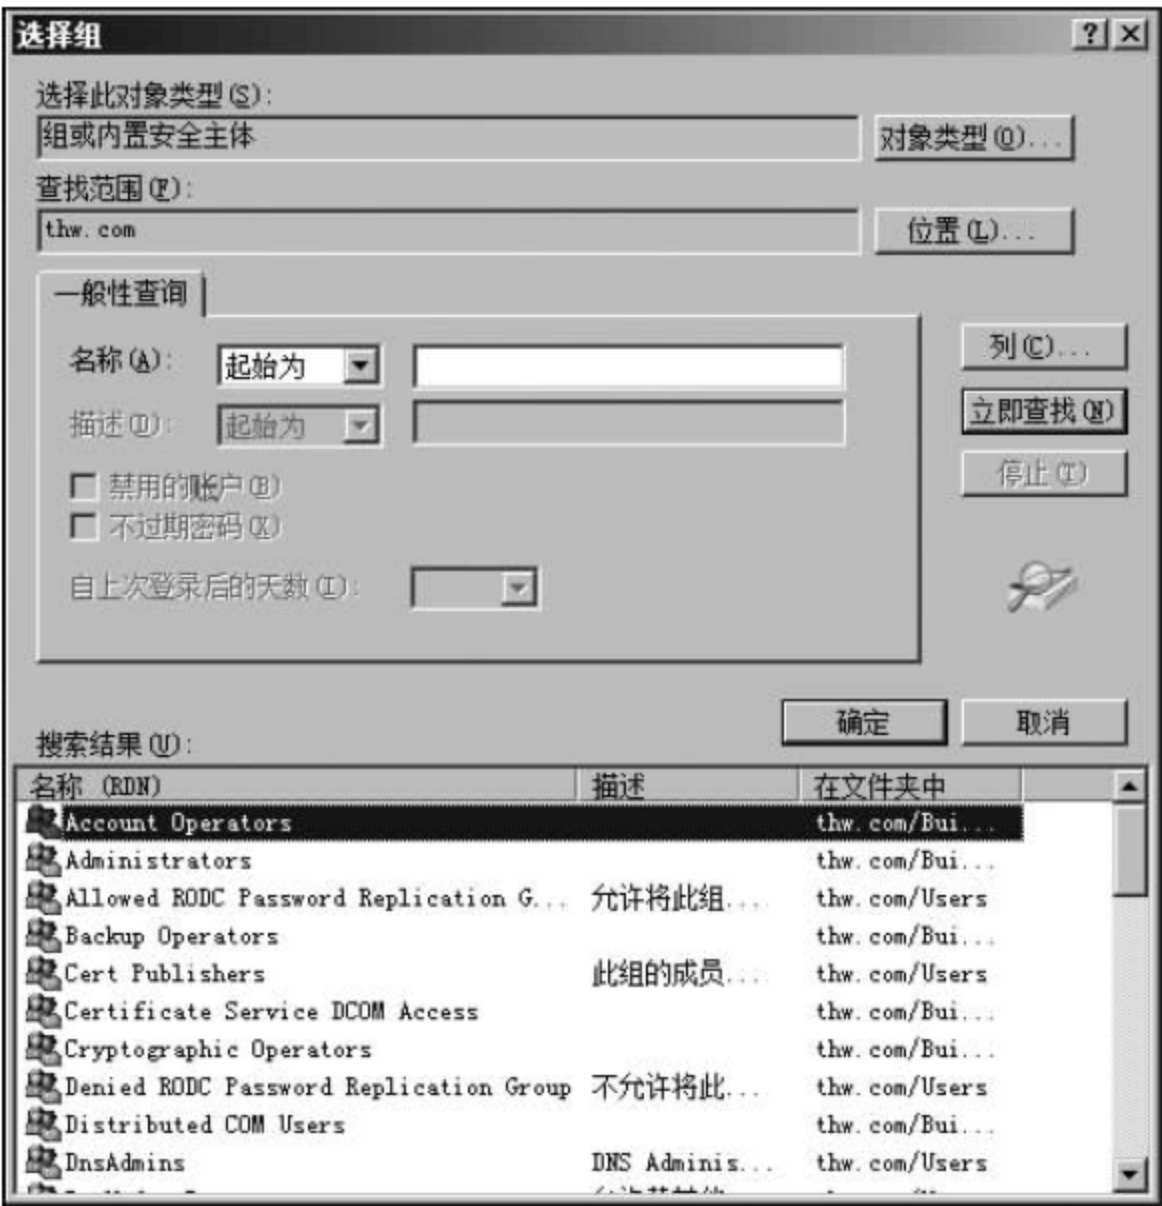 选择组
选择此对象类型(S):
组或内置安全主体
对象类型(O)...
查找范围(F):
thw.com
位置(L)...
一般性查询
名称(A): 起始为
列(C)...
描述(D): 起始为
立即查找(N)
禁用的账户(B)
停止(T)
不过期密码(X)
自上次登录后的天数(I):
确定 取消
搜索结果(U):
名称 (RDN) 描述 在文件夹中
Account Operators thw.com/Bui...
Administrators thw.com/Bui...
Allowed RODC Password Replication G... 允许将此组... thw.com/Users
Backup Operators thw.com/Bui...
Cert Publishers 此组的成员... thw.com/Users
Certificate Service DCOM Access thw.com/Bui...
Cryptographic Operators thw.com/Bui...
Denied RODC Password Replication Group 不允许将此... thw.com/Users
Distributed COM Users thw.com/Bui...
DnsAdmins DNS Adminis... thw.com/Users